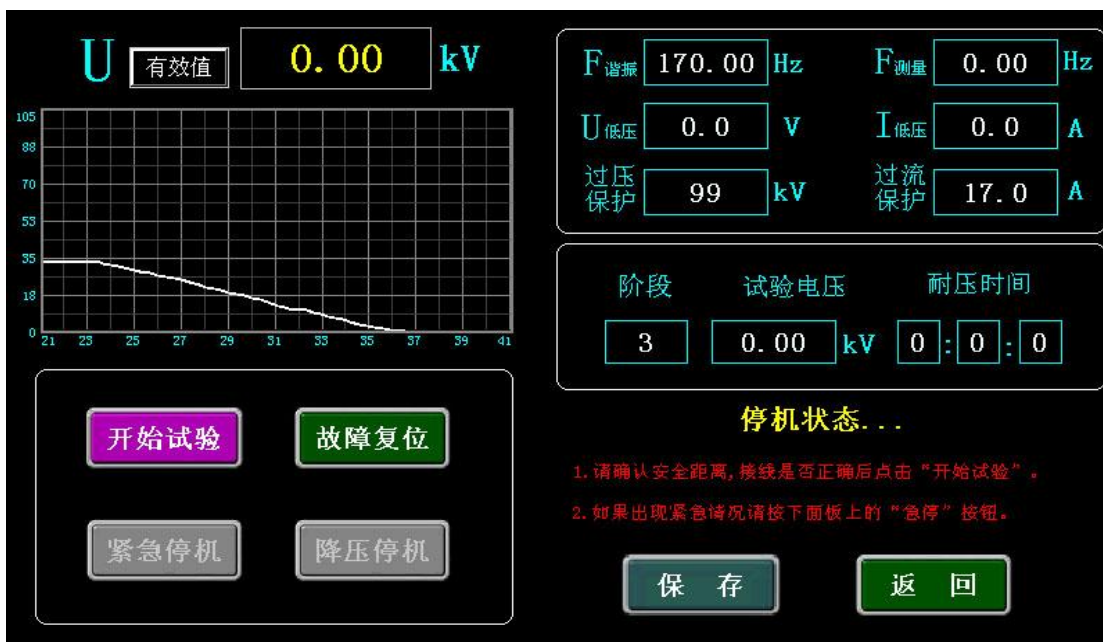 U 有效值 0.00 kV
105
88
70
53
35
18
0
21 23 25 27 29 31 33 35 37 39 41
开始试验 故障复位
紧急停机 降压停机
F谐振 170.00 Hz F测量 0.00 Hz
U低压 0.0 V I低压 0.0 A
过压保护 99 kV 过流保护 17.0 A
阶段 试验电压 耐压时间
3 0.00 kV 0 : 0 : 0
停机状态...
1.请确认安全距离,接线是否正确后点击“开始试验”。
2.如果出现紧急情况请按下面板上的“急停”按钮。
保 存 返 回